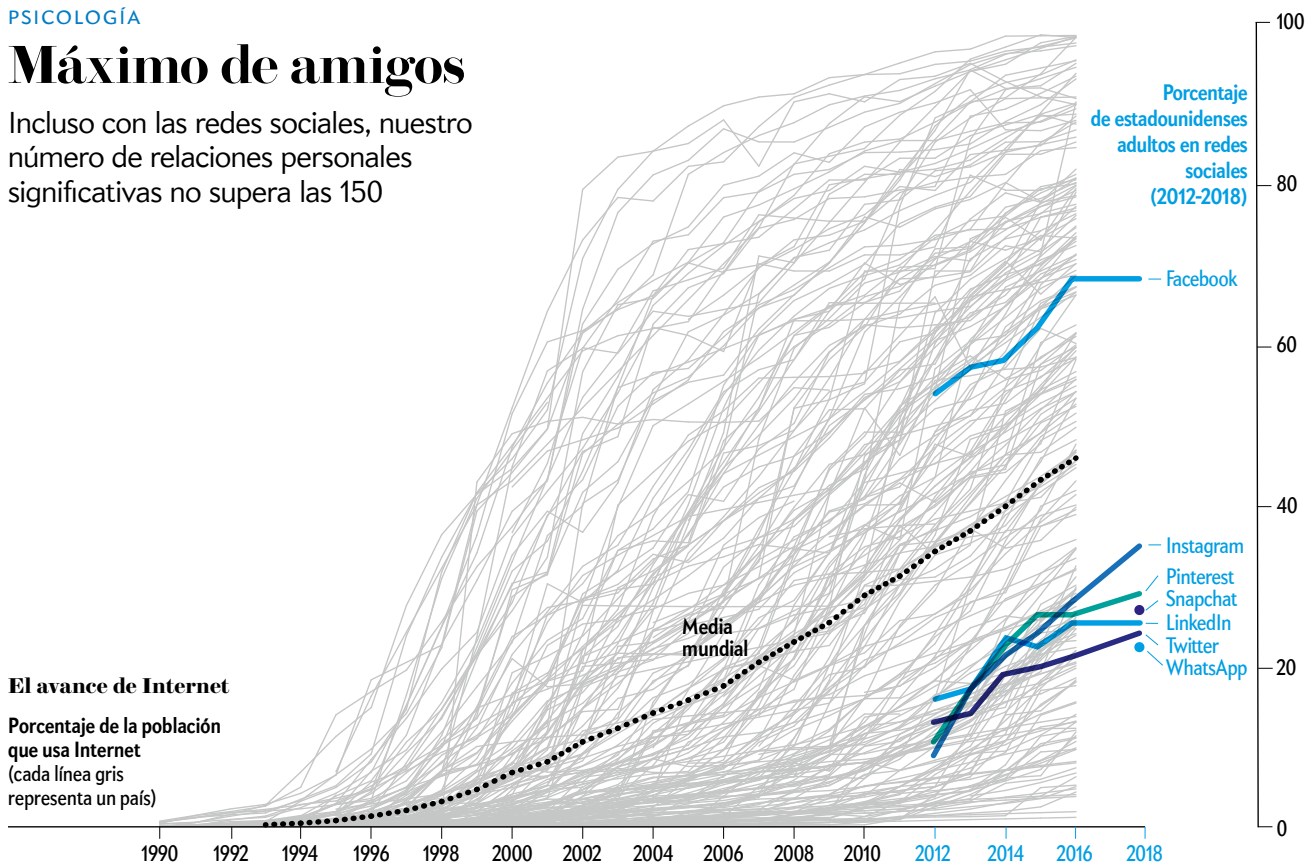 PSICOLOGÍA
Máximo de amigos
Incluso con las redes sociales, nuestro
número de relaciones personales
significativas no supera las 150
100
Porcentaje
de estadounidenses
adultos en redes
sociales
(2012-2018)
80
Facebook
60
40
Instagram
Pinterest
Snapchat
LinkedIn
Twitter
WhatsApp
20
Media
mundial
El avance de Internet
Porcentaje de la población
que usa Internet
(cada línea gris
representa un país)
0
1990 1992 1994 1996 1998 2000 2002 2004 2006 2008 2010 2012 2014 2016 2018